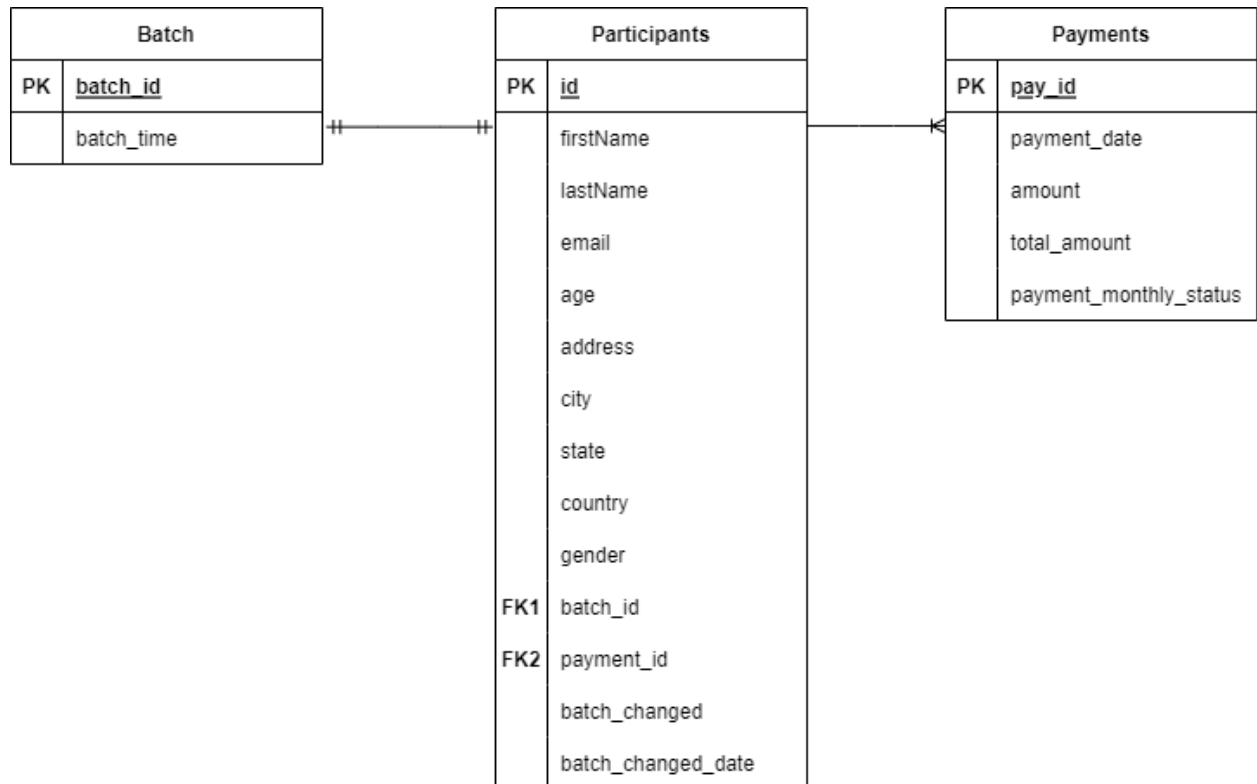 Batch
PK batch_id
batch_time
Participants
PK id
firstName
lastName
email
age
address
city
state
country
gender
FK1 batch_id
FK2 payment_id
batch_changed
batch_changed_date
Payments
PK pay_id
payment_date
amount
total_amount
payment_monthly_status